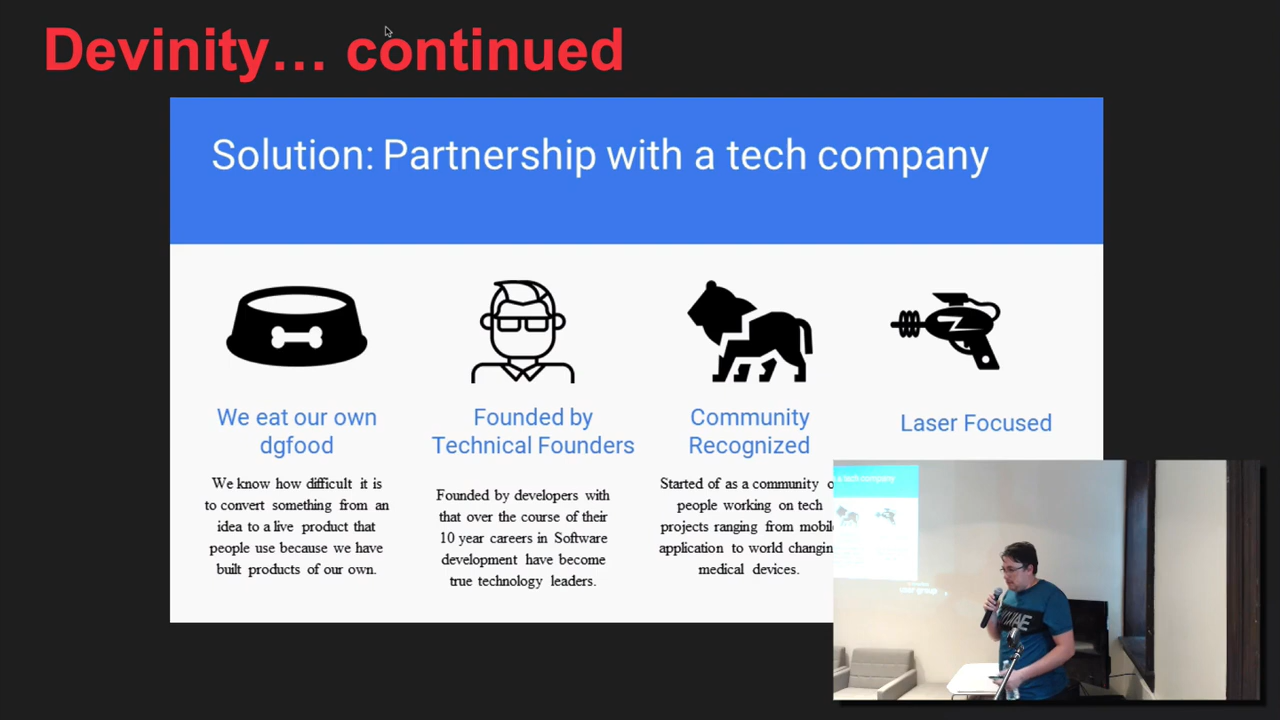 Devinity... continued
Solution: Partnership with a tech company
We eat our own
dgfood
We know how difficult it is
to convert something from an
idea to a live product that
people use because we have
built products of our own.
Founded by
Technical Founders
Founded by developers with
that over the course of their
10 year careers in Software
development have become
true technology leaders.
Community
Recognized
Started of as a community
people working on tech
projects ranging from
application to world
medical devices.
Laser Focused
a tech company
user group